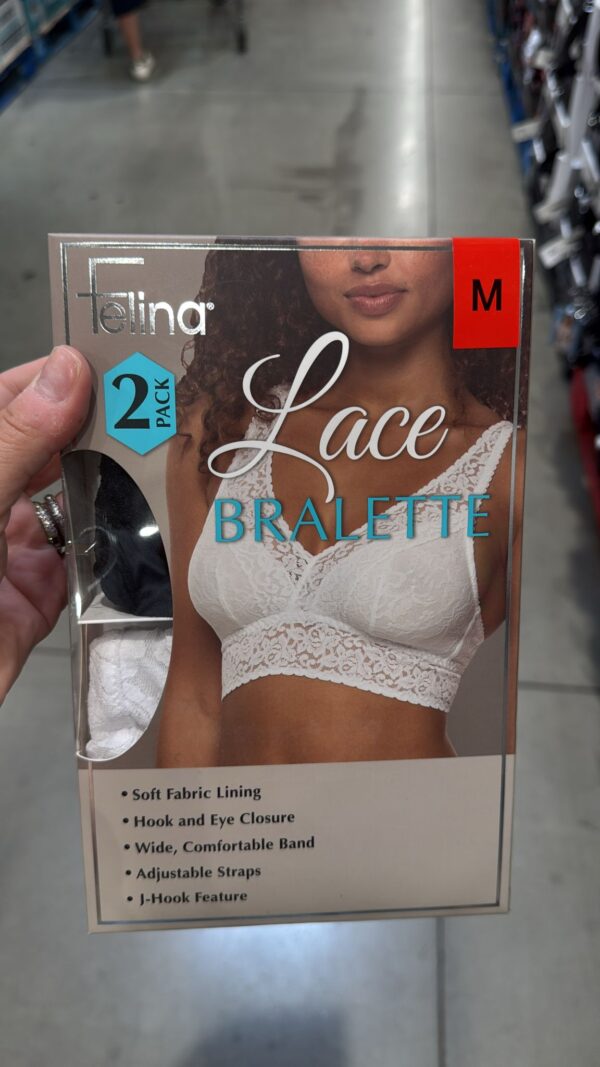 Felina®
M
2
PACK
Lace
BRALETTE
• Soft Fabric Lining
• Hook and Eye Closure
• Wide, Comfortable Band
• Adjustable Straps
• J-Hook Feature